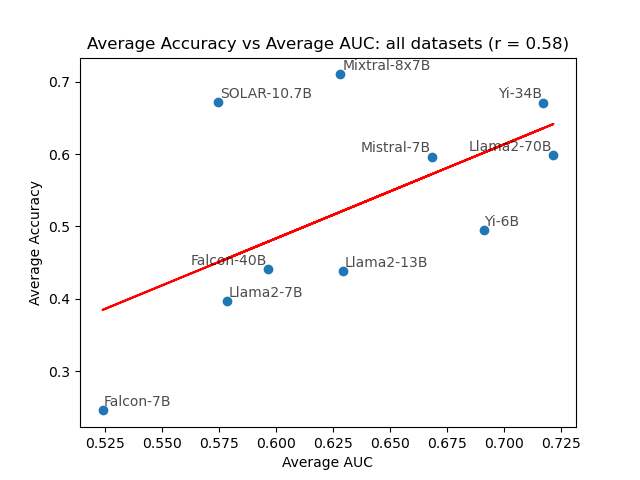 Average Accuracy vs Average AUC: all datasets (r = 0.58)
Mixtral-8x7B
SOLAR-10.7B
Yi-34B
Mistral-7B
Llama2-70B
Yi-6B
Falcon-40B
Llama2-13B
Llama2-7B
Falcon-7B
Average Accuracy
0.7
0.6
0.5
0.4
0.3
0.525
0.550
0.575
0.600
0.625
0.650
0.675
0.700
0.725
Average AUC